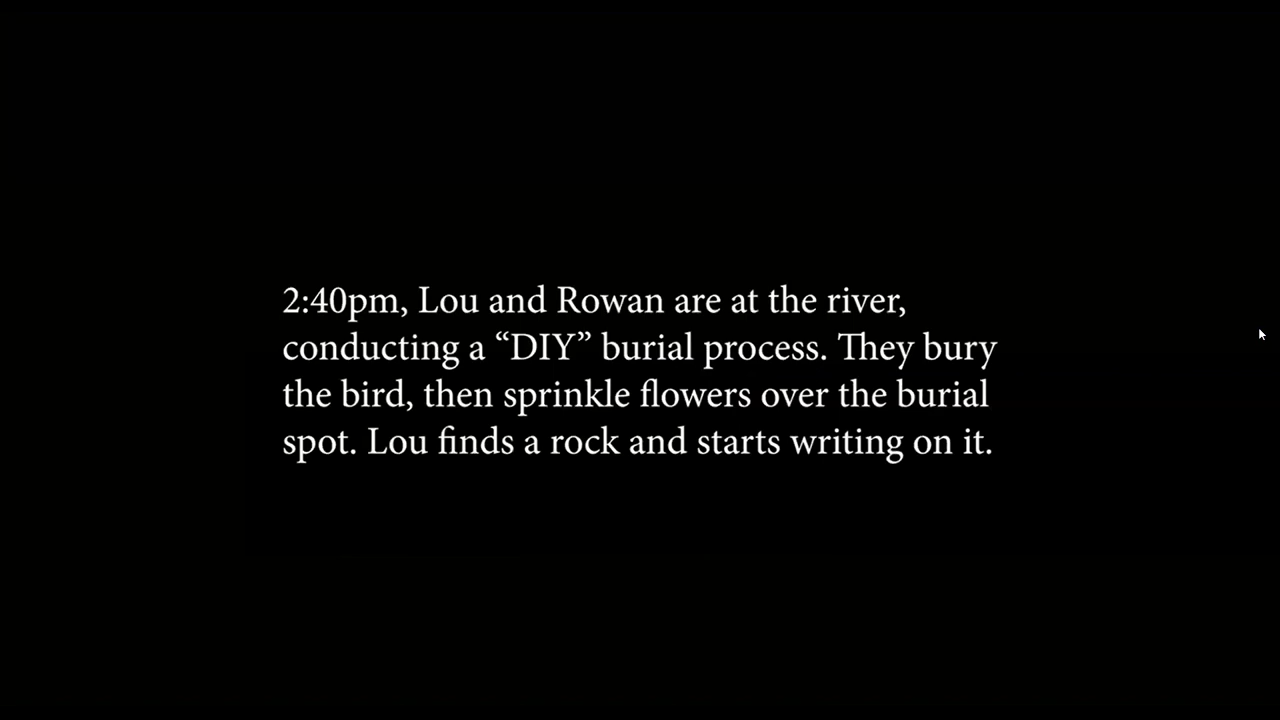 2:40pm, Lou and Rowan are at the river,
conducting a “DIY” burial process. They bury
the bird, then sprinkle flowers over the burial
spot. Lou finds a rock and starts writing on it.